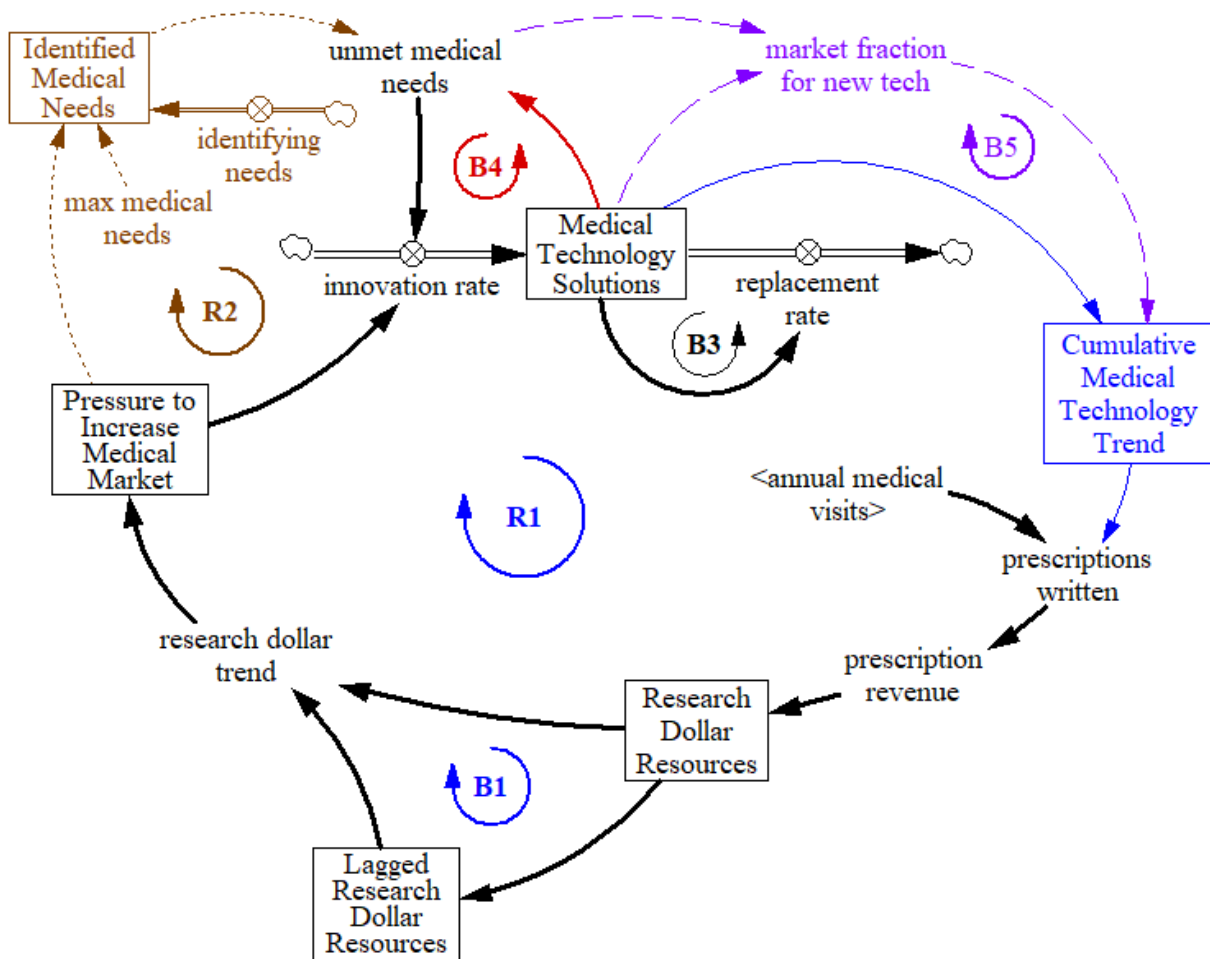 Identified
Medical
Needs
unmet medical
needs
market fraction
for new tech
identifying
needs
B4
B5
max medical
needs
Medical
Technology
Solutions
innovation rate
replacement
rate
R2
B3
Cumulative
Medical
Technology
Trend
Pressure to
Increase
Medical
Market
<annual medical
visits>
R1
prescriptions
written
research dollar
trend
prescription
revenue
Research
Dollar
Resources
B1
Lagged
Research
Dollar
Resources